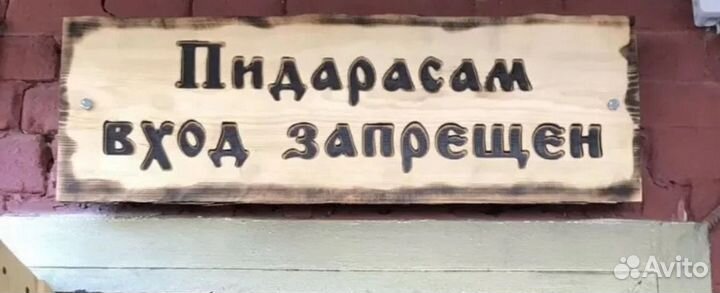 Пидарасам
вход запрещен
Avito